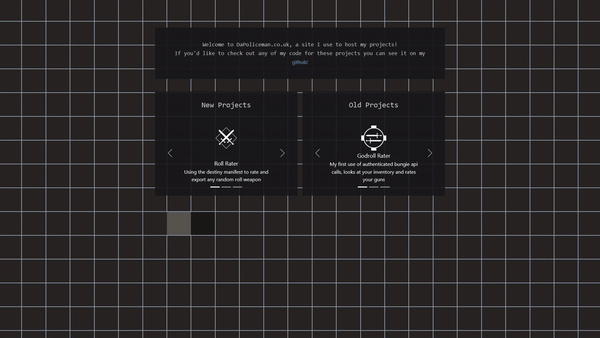 Welcome to DaPoliceman.co.uk, a site I use to host my projects!
If you'd like to check out any of my code for these projects you can see it on my
github!
New Projects
Roll Rater
Using the destiny manifest to rate and
export any random roll weapon
Old Projects
Godroll Rater
My first use of authenticated bungie api
calls, looks at your inventory and rates
your guns